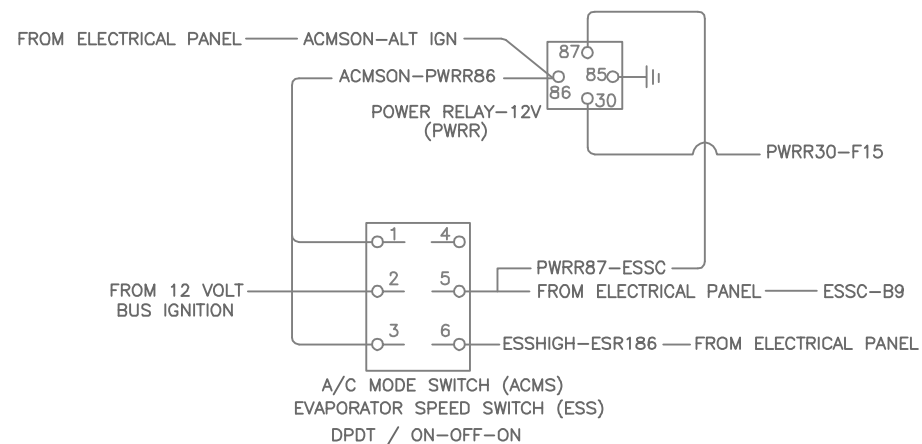 FROM ELECTRICAL PANEL
ACMSON-ALT IGN
87
ACMSON-PWRR86
85
86
30
POWER RELAY-12V
(PWRR)
PWRR30-F15
1
4
PWRR87-ESSC
2
5
FROM 12 VOLT
BUS IGNITION
FROM ELECTRICAL PANEL
ESSC-B9
3
6
ESSHIGH-ESR186
FROM ELECTRICAL PANEL
A/C MODE SWITCH (ACMS)
EVAPORATOR SPEED SWITCH (ESS)
DPDT / ON-OFF-ON